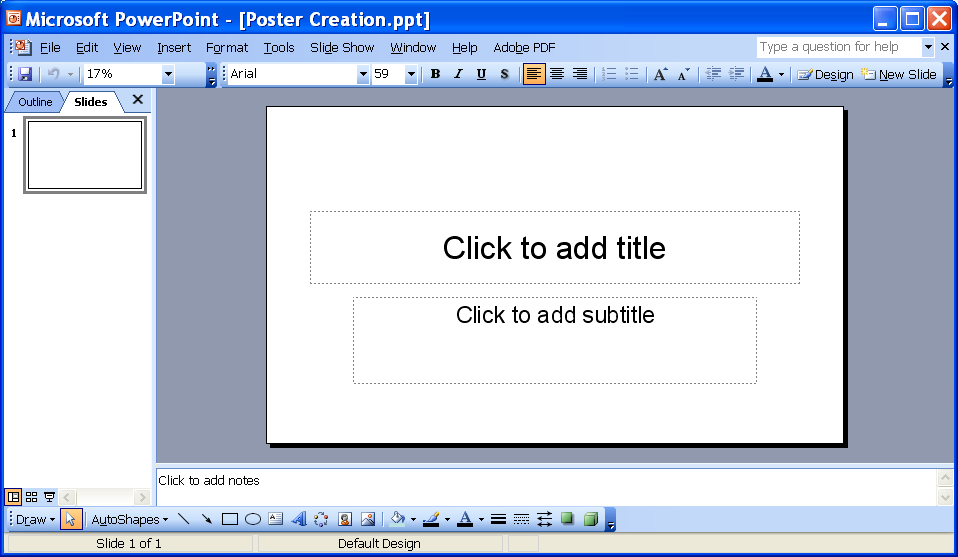 Microsoft PowerPoint - [Poster Creation.ppt]
File Edit View Insert Format Tools Slide Show Window Help Adobe PDF Type a question for help
17% Arial 59 B I U S A A A Design New Slide
Outline Slides
1
Click to add title
Click to add subtitle
Click to add notes
Draw AutoShapes A A
Slide 1 of 1 Default Design